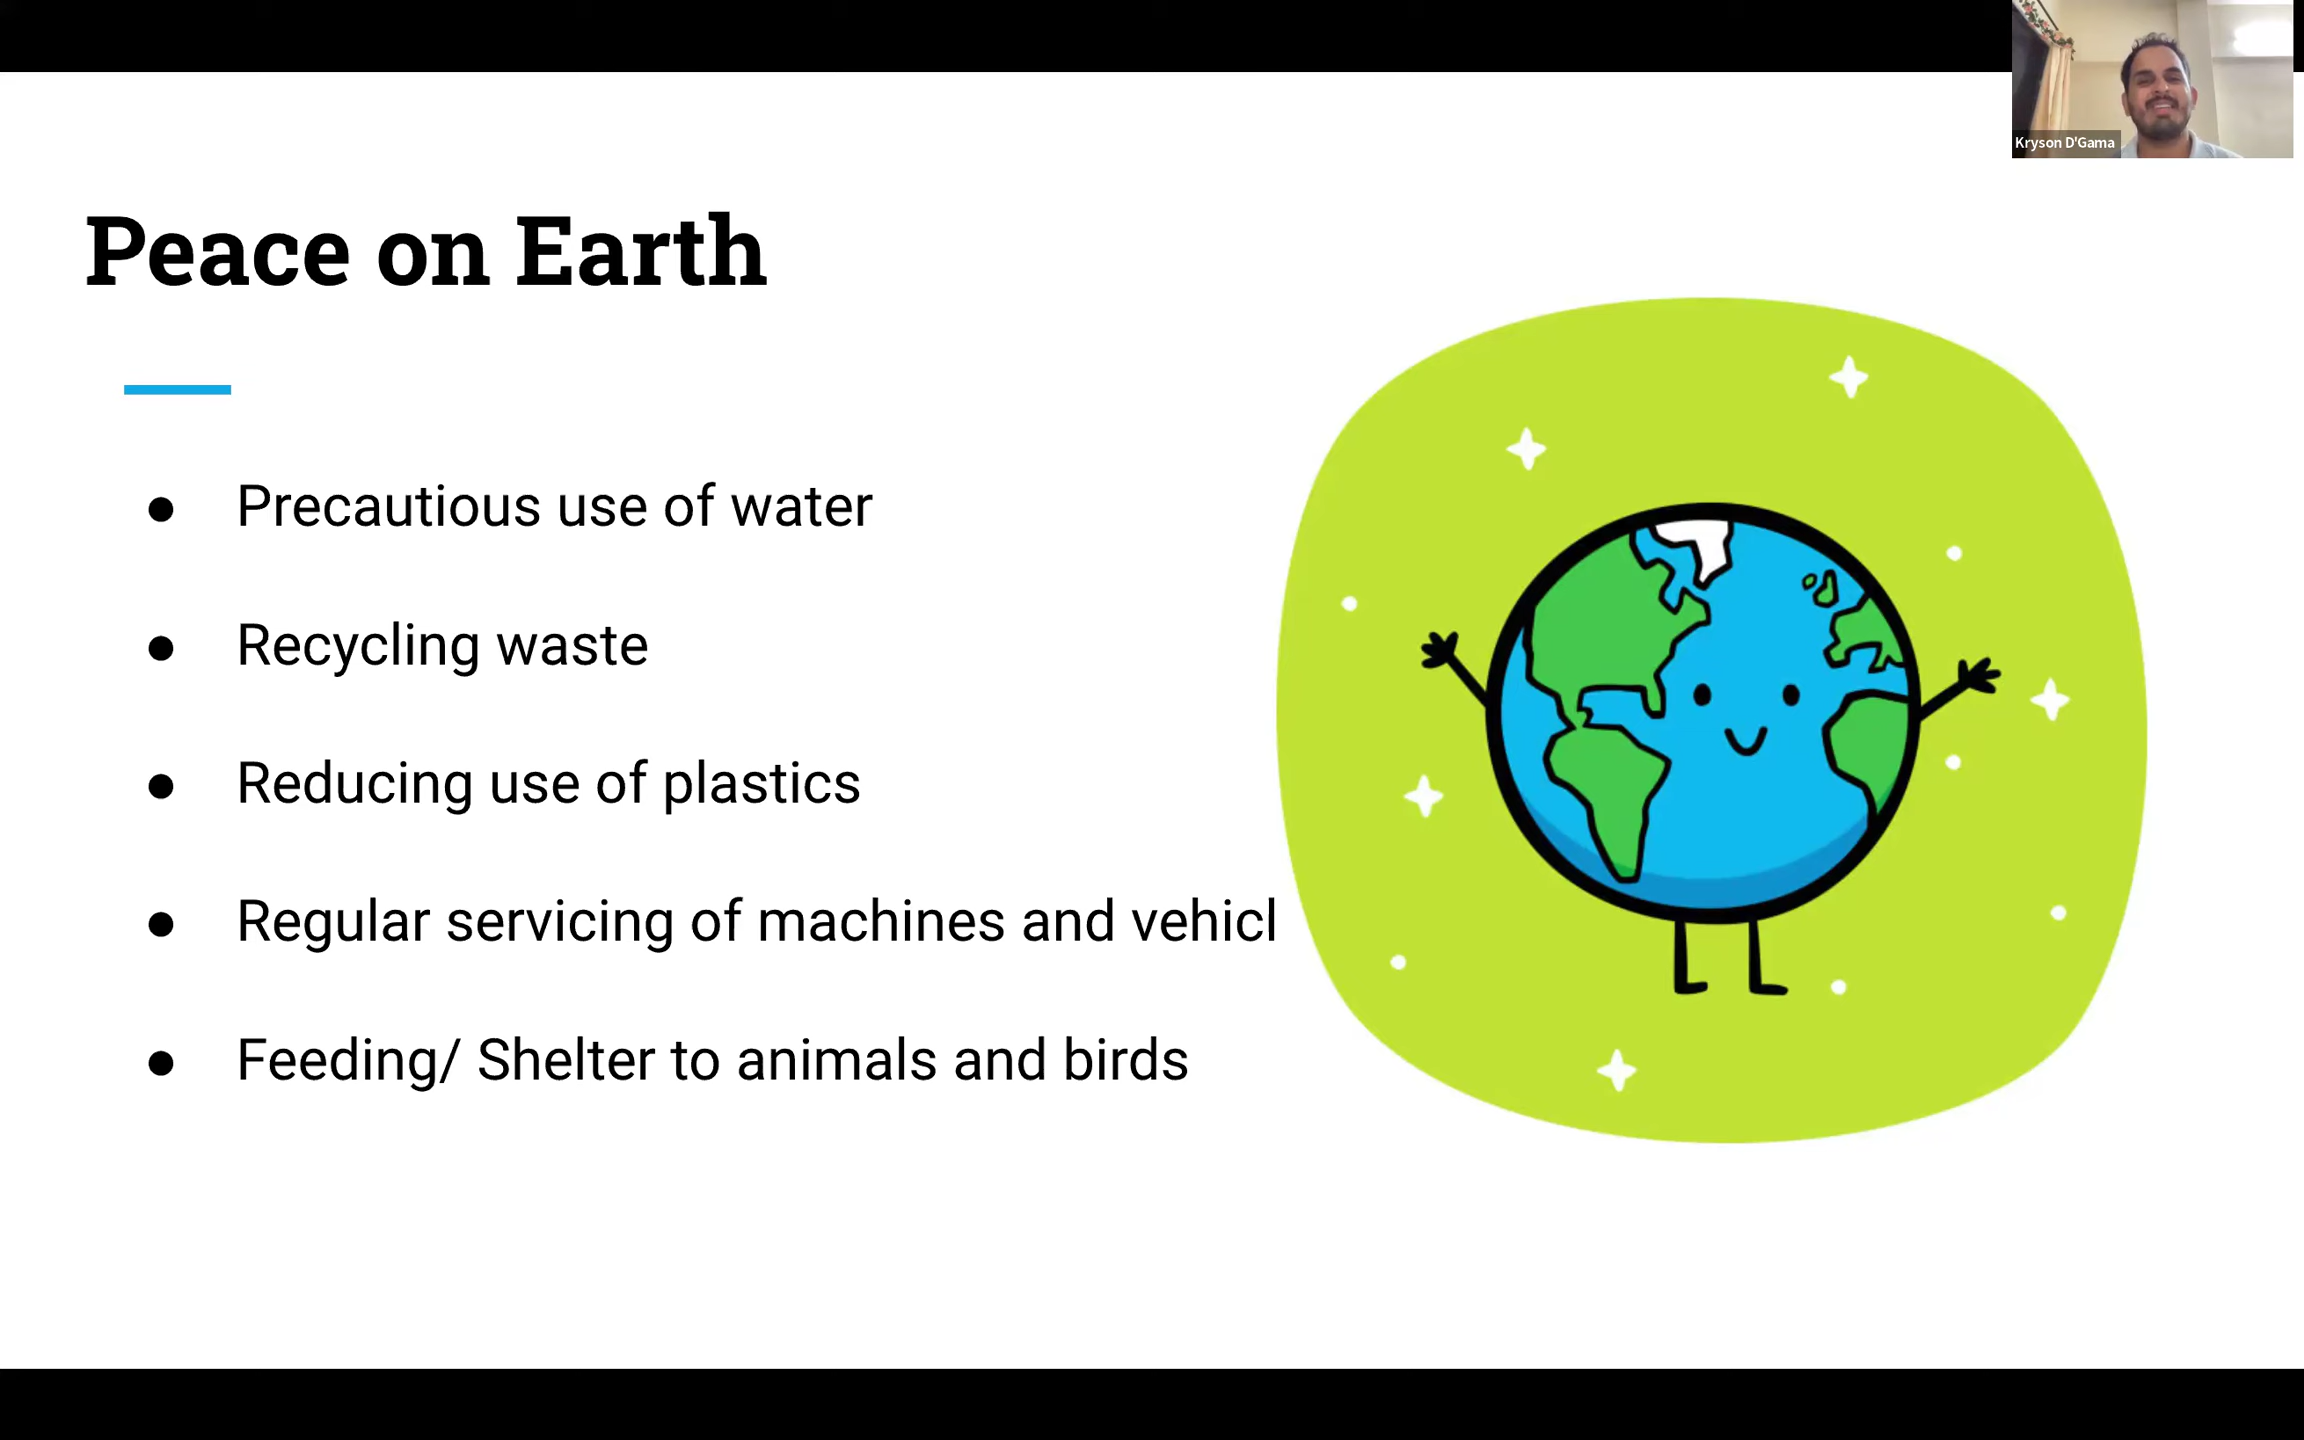 Kryson D'Gama
Peace on Earth
● Precautious use of water
● Recycling waste
● Reducing use of plastics
● Regular servicing of machines and vehicl
● Feeding/ Shelter to animals and birds